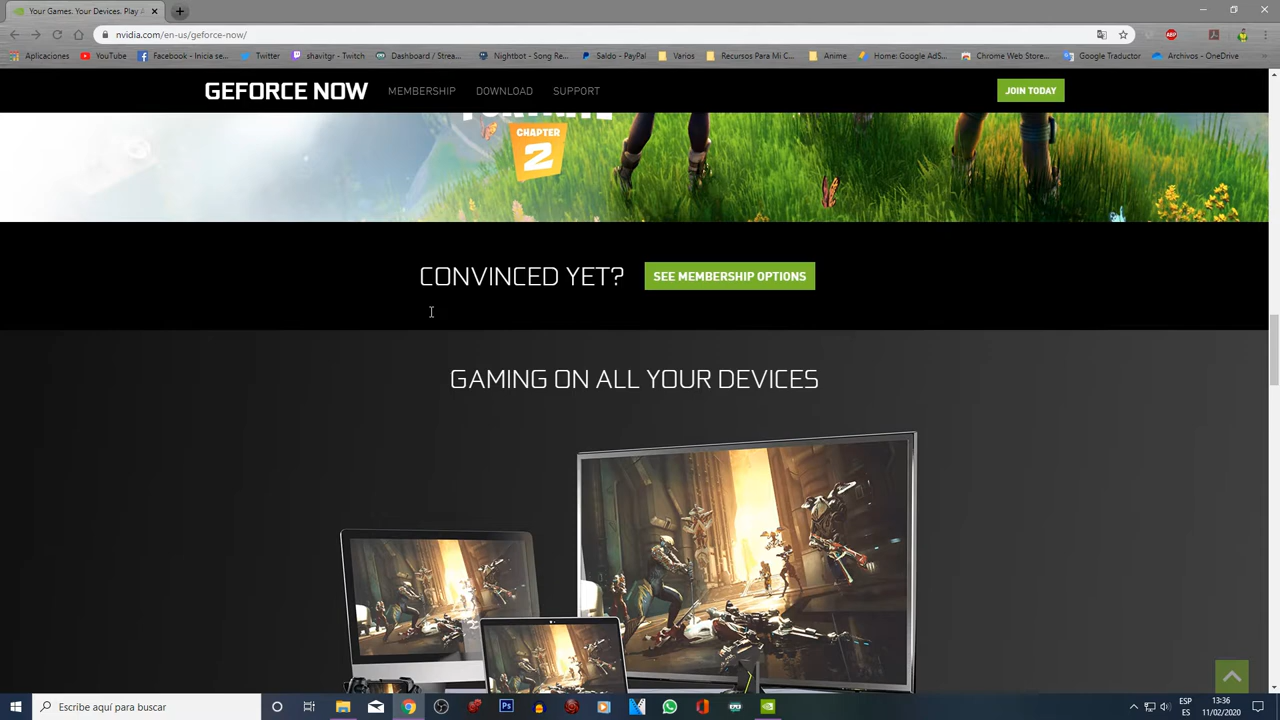 Your Games. Your Devices. Play A
nvidia.com/en-us/geforce-now/
Aplicaciones
YouTube
Facebook - Inicia se...
Twitter
shavitgr - Twitch
Dashboard / Strea...
Nightbot - Song Re...
Saldo - PayPal
Varios
Recursos Para Mi C...
Anime
Home: Google AdS...
Chrome Web Store...
Google Traductor
Archivos - OneDrive
GEFORCE NOW
MEMBERSHIP
DOWNLOAD
SUPPORT
JOIN TODAY
CHAPTER
2
CONVINCED YET?
SEE MEMBERSHIP OPTIONS
GAMING ON ALL YOUR DEVICES
Escribe aquí para buscar
ESP
ES
13:36
11/02/2020